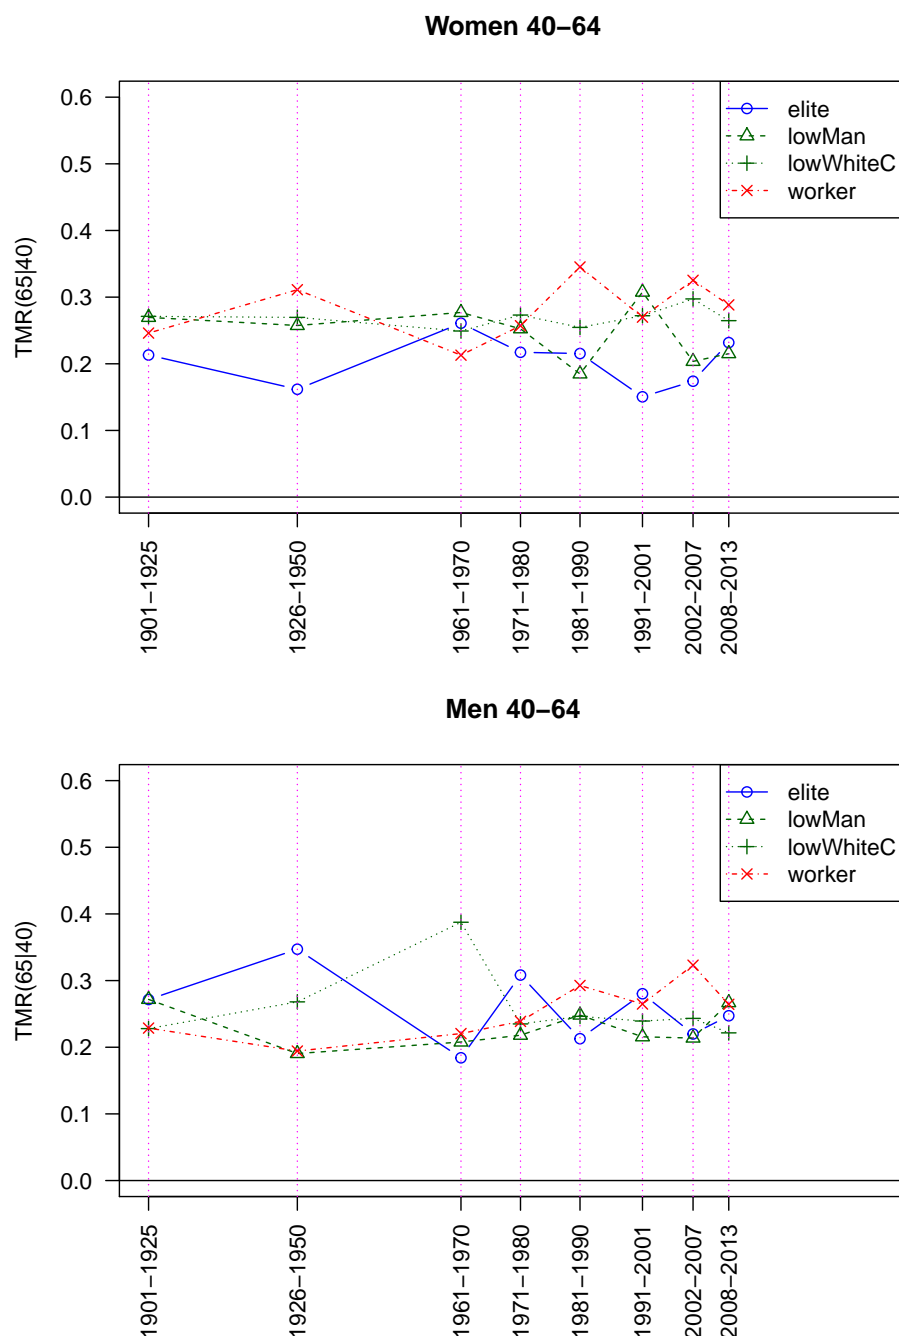 Women 40–64
TMR(65|40)
0.6
0.5
0.4
0.3
0.2
0.1
0.0
elite
lowMan
lowWhiteC
worker
1901–1925
1926–1950
1961–1970
1971–1980
1981–1990
1991–2001
2002–2007
2008–2013
Men 40–64
TMR(65|40)
0.6
0.5
0.4
0.3
0.2
0.1
0.0
elite
lowMan
lowWhiteC
worker
1901–1925
1926–1950
1961–1970
1971–1980
1981–1990
1991–2001
2002–2007
2008–2013